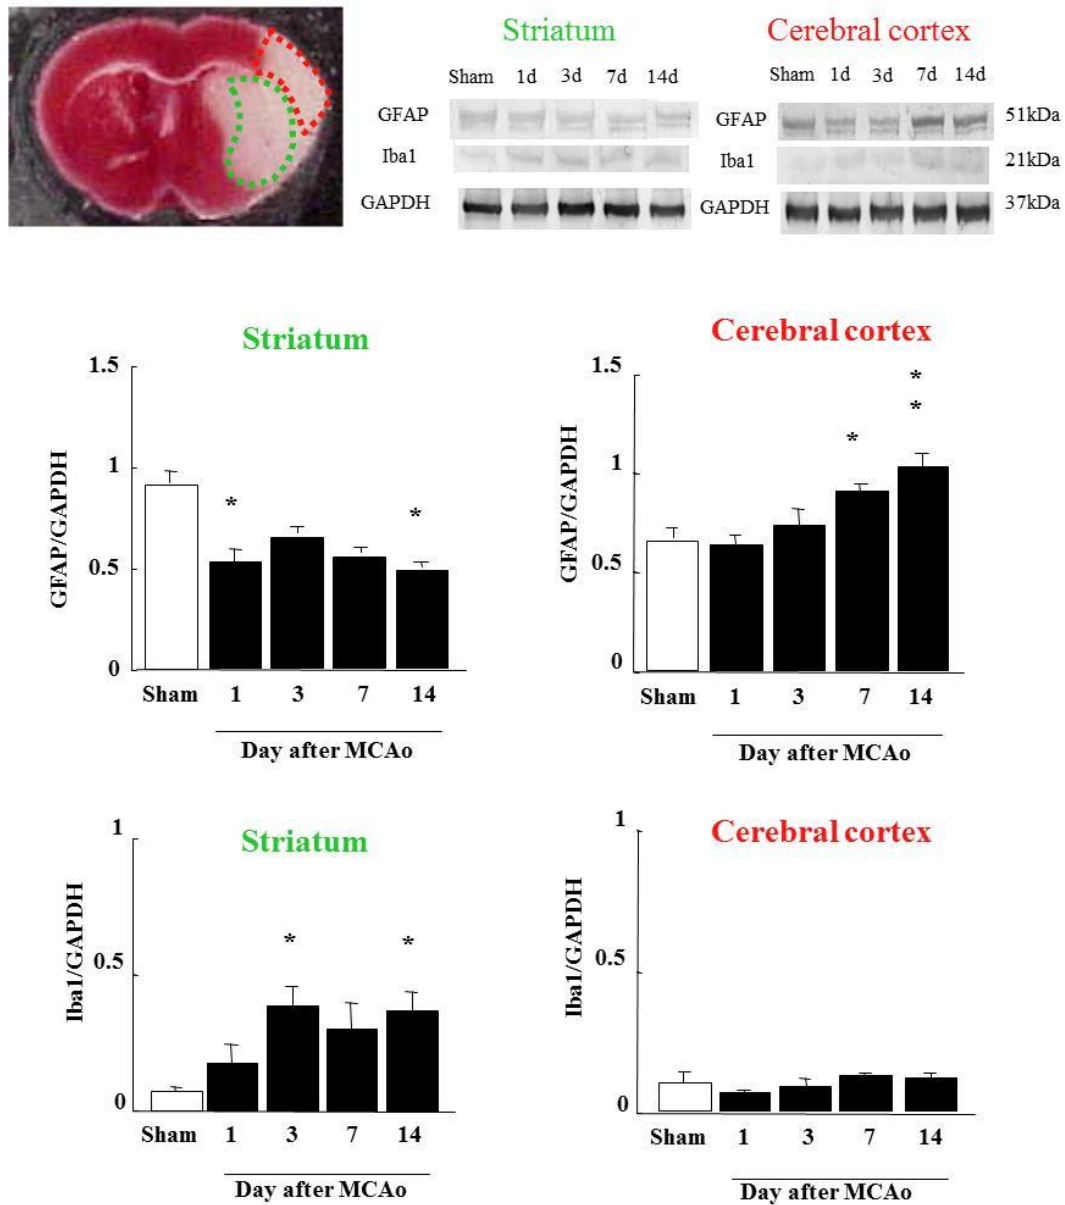 Striatum
Cerebral cortex
Sham 1d 3d 7d 14d
Sham 1d 3d 7d 14d
GFAP
GFAP
51kDa
Iba1
Iba1
21kDa
GAPDH
GAPDH
37kDa
Striatum
1.5
1
0.5
0
GFAP/GAPDH
*
*
Sham 1 3 7 14
Day after MCAo
Cerebral cortex
1.5
1
0.5
0
GFAP/GAPDH
*
*
*
Sham 1 3 7 14
Day after MCAo
Striatum
1
0.5
0
Iba1/GAPDH
*
*
Sham 1 3 7 14
Day after MCAo
Cerebral cortex
1
0.5
0
Iba1/GAPDH
Sham 1 3 7 14
Day after MCAo